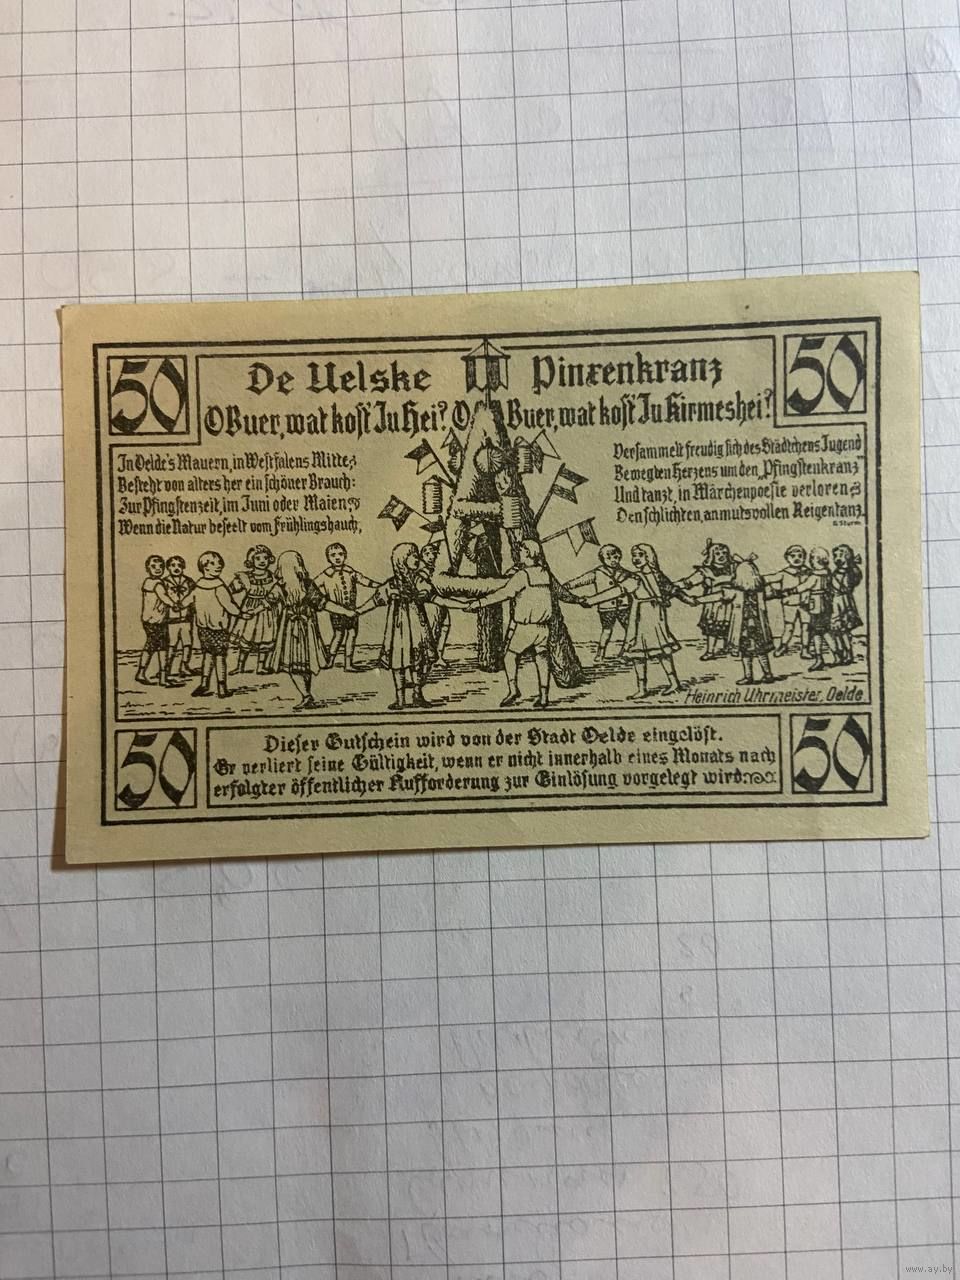 50
De Uelske Pinxenkranz
50
O Buer, wat kost' Ju Hei? O Buer, wat kost' Ju Kirmeshei?
In Oelde's Mauern, in Westfalens Mitte,
Besteht von alters her ein schöner Brauch:
Zur Pfingstenzeit, im Juni oder Maien
Wenn die Natur beseelt vom Frühlingshauch,
Versammelt freudig sich des Städtchens Jugend
Bewegten Herzens um den „Pfingstenkranz"
Und tanzt, in Märchenpoesie verloren
Den schlichten, anmutsvollen Reigentanz.
G. Sturm
Heinrich Uhrmeister, Oelde.
50
Dieser Gutschein wird von der Stadt Oelde eingelöst.
Er verliert seine Gültigkeit, wenn er nicht innerhalb eines Monats nach
erfolgter öffentlicher Aufforderung zur Einlösung vorgelegt wird.
50
www.ay.by